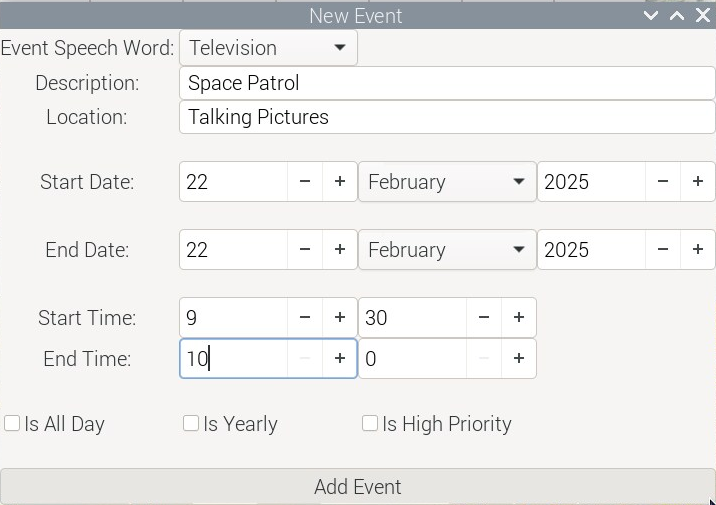 New Event
Event Speech Word: Television
Description: Space Patrol
Location: Talking Pictures
Start Date: 22 − + February 2025 − +
End Date: 22 − + February 2025 − +
Start Time: 9 − + 30 − +
End Time: 10 − + 0 − +
Is All Day Is Yearly Is High Priority
Add Event